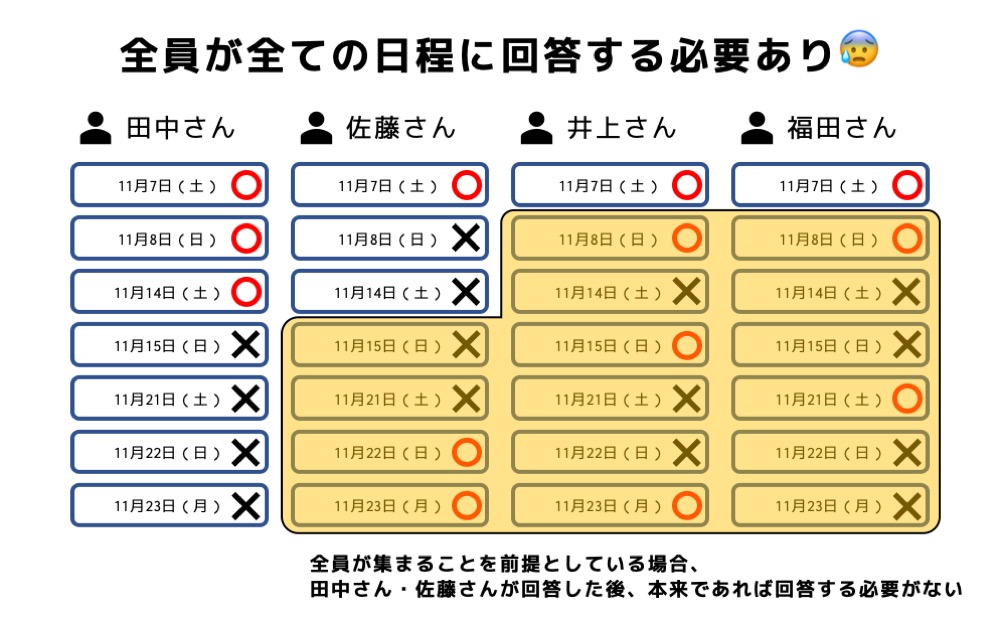 全員が全ての日程に回答する必要あり😰
田中さん
佐藤さん
井上さん
福田さん
11月7日（土）
11月7日（土）
11月7日（土）
11月7日（土）
11月8日（日）
11月8日（日）
11月8日（日）
11月8日（日）
11月14日（土）
11月14日（土）
11月14日（土）
11月14日（土）
11月15日（日）
11月15日（日）
11月15日（日）
11月15日（日）
11月21日（土）
11月21日（土）
11月21日（土）
11月21日（土）
11月22日（日）
11月22日（日）
11月22日（日）
11月22日（日）
11月23日（月）
11月23日（月）
11月23日（月）
11月23日（月）
全員が集まることを前提としている場合、
田中さん・佐藤さんが回答した後、本来であれば回答する必要がない